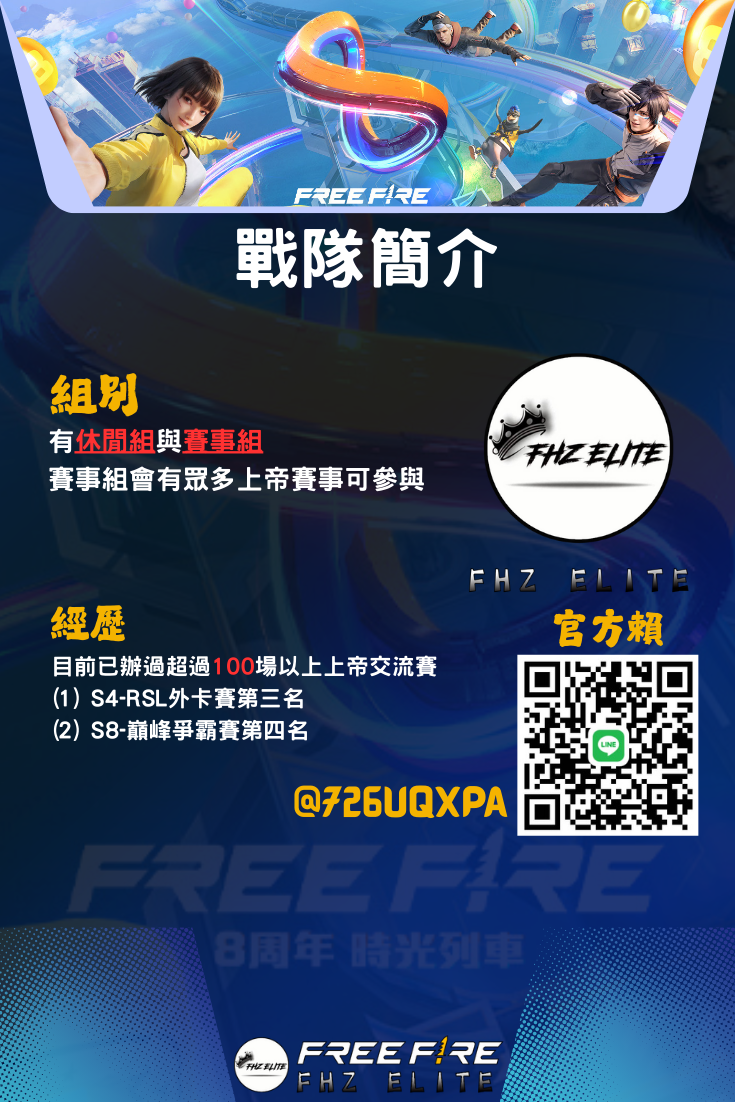 FREE FIRE
戰隊簡介
組別
有休閒組與賽事組
賽事組會有眾多上帝賽事可參與
FHZ ELITE
FHZ ELITE
經歷
目前已辦過超過100場以上上帝交流賽
(1) S4-RSL外卡賽第三名
(2) S8-巔峰爭霸賽第四名
官方賴
LINE
@726UQXPA
FREE FIRE
8周年 時光列車
FHZ ELITE
FREE FIRE
FHZ ELITE